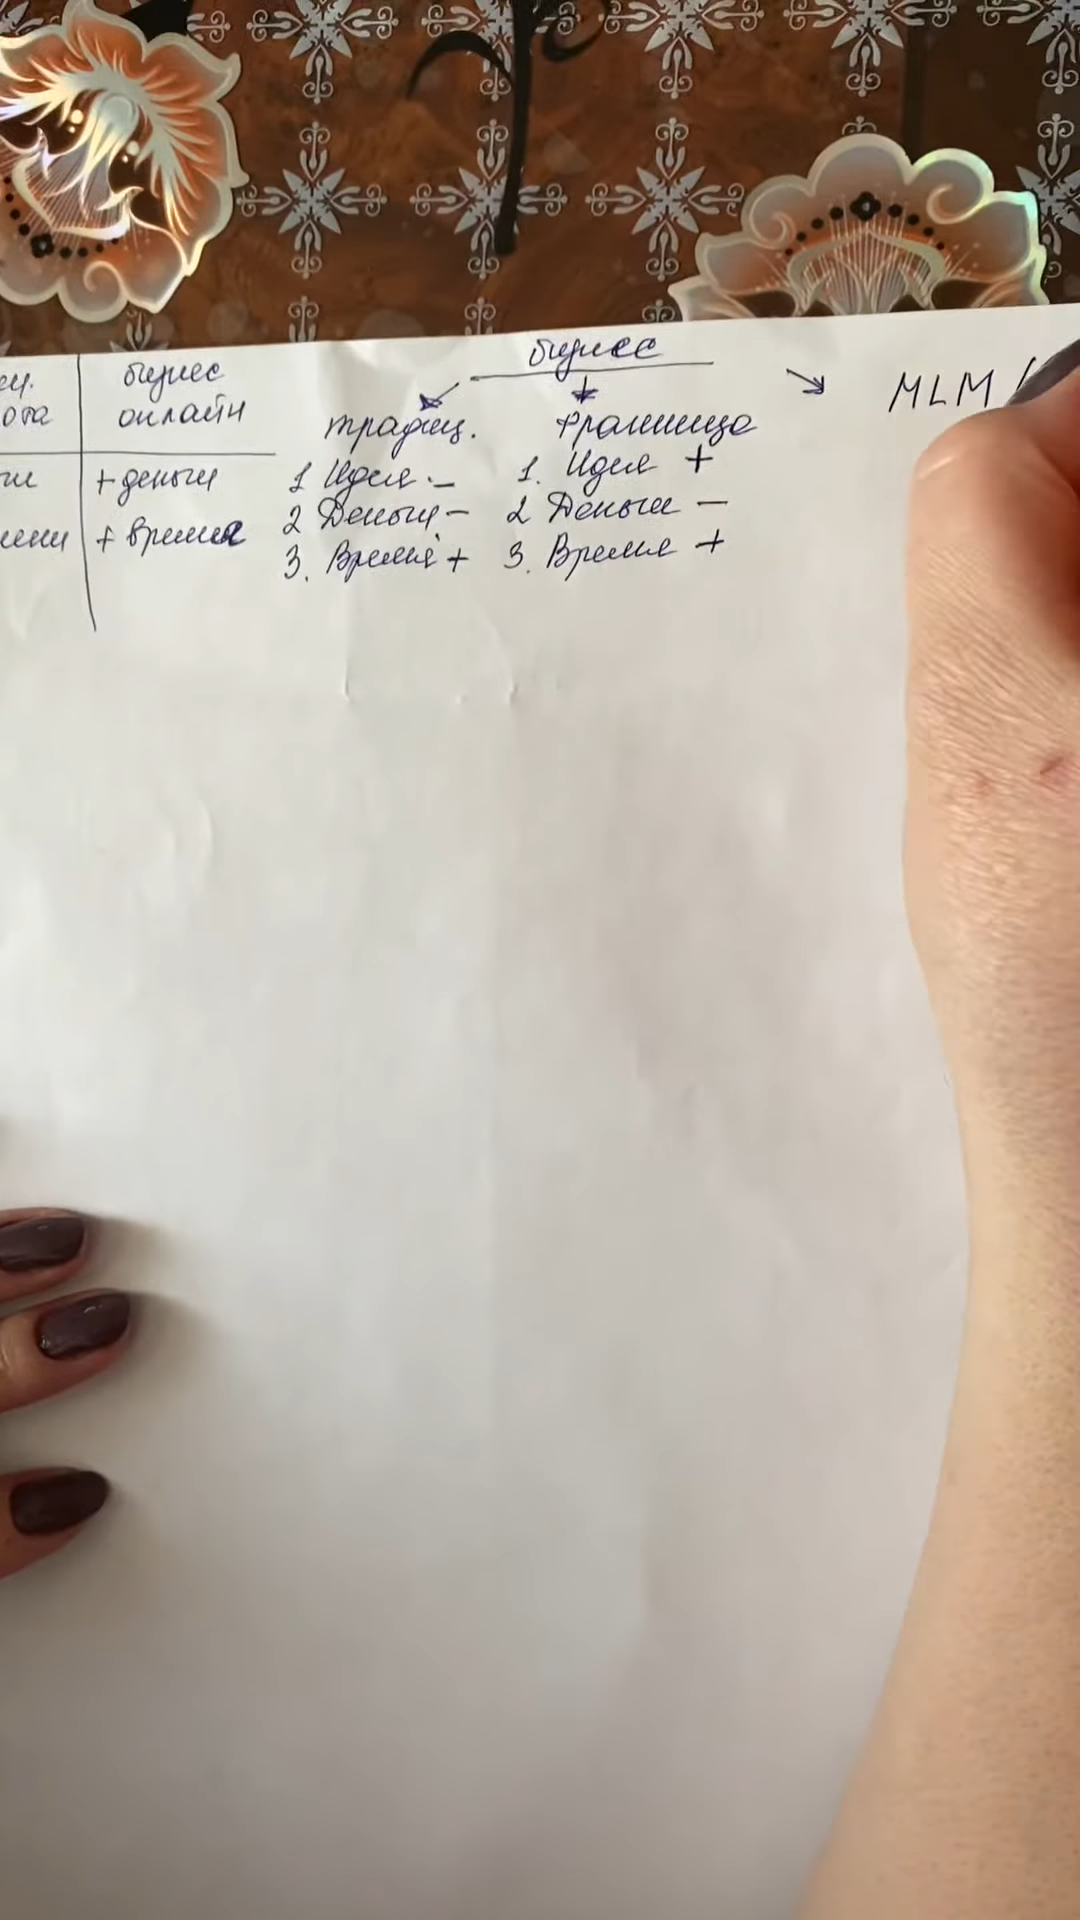 бизнес
онлайн
+ деньги
+ время
бизнес
традиц.
1 Идея -
2 Деньги -
3. Время +
Франшиза
1. Идея +
2 Деньги -
3. Время +
MLM /